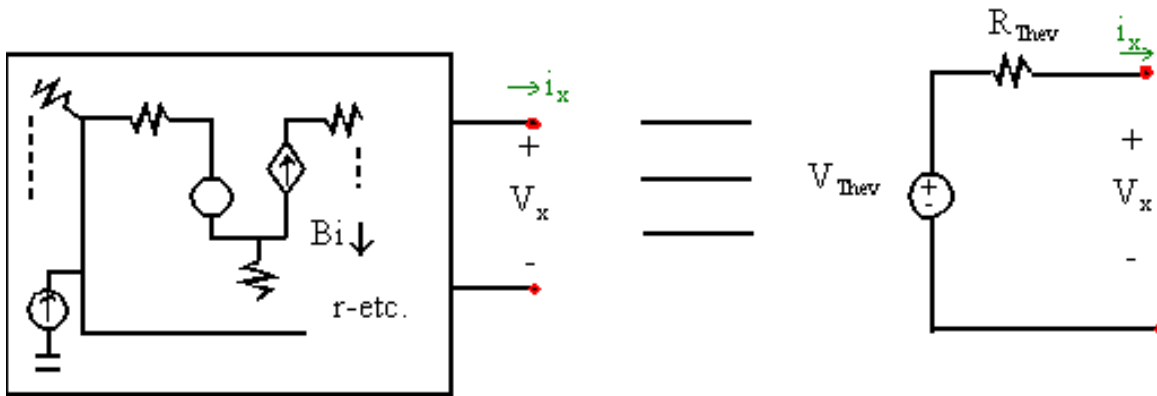 →ix
+
Vx
-
Bi ↓
r-etc.
RThev
ix
VThev
+
-
+
Vx
-